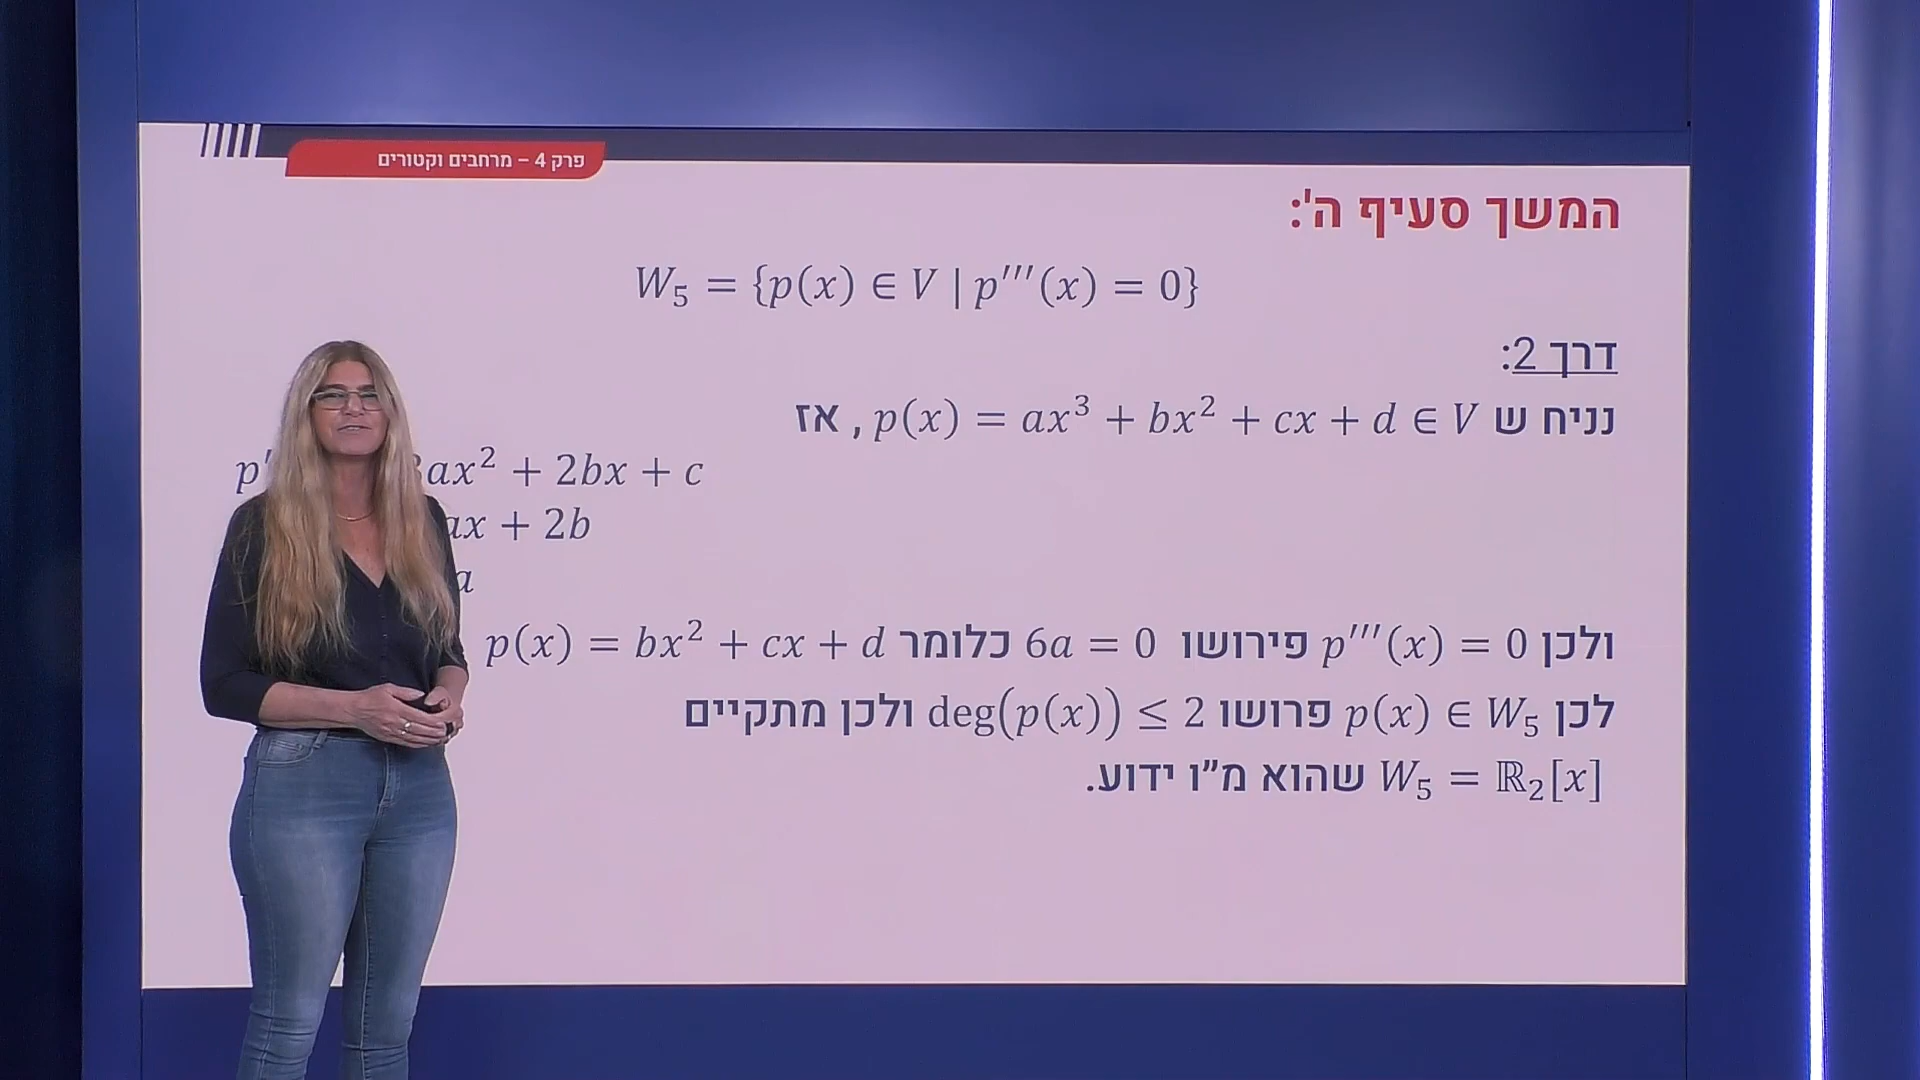 פרק 4 – מרחבים וקטורים
המשך סעיף ה':
W₅ = {p(x) ∈ V | p′′′(x) = 0}
דרך 2:
נניח ש p(x) = ax³ + bx² + cx + d ∈ V , אז
ax² + 2bx + c
ax + 2b
a
ולכן p′′′(x) = 0 פירושו 6a = 0 כלומר p(x) = bx² + cx + d
לכן p(x) ∈ W₅ פרושו deg(p(x)) ≤ 2 ולכן מתקיים
W₅ = ℝ₂[x] שהוא מ"ו ידוע.